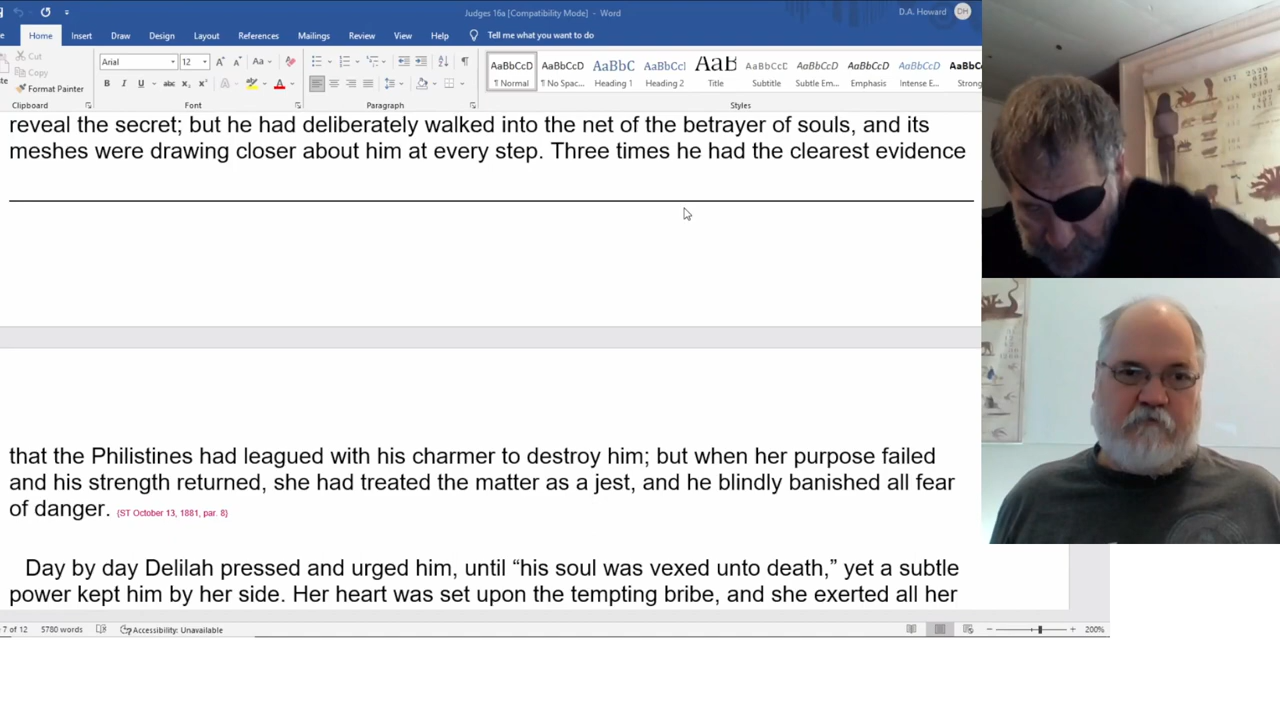 Judges 16a [Compatibility Mode] - Word
D.A. Howard DH
Home Insert Draw Design Layout References Mailings Review View Help Tell me what you want to do
Cut
Copy
Format Painter
Clipboard
Arial 12
Font
Paragraph
AaBbCcD AaBbCcD AaBbC AaBbCcI AaB AaBbCcD AaBbCcD AaBbCcD AaBbCcD AaBbC
¶ Normal ¶ No Spac... Heading 1 Heading 2 Title Subtitle Subtle Em... Emphasis Intense E... Strong
Styles
reveal the secret; but he had deliberately walked into the net of the betrayer of souls, and its
meshes were drawing closer about him at every step. Three times he had the clearest evidence
that the Philistines had leagued with his charmer to destroy him; but when her purpose failed
and his strength returned, she had treated the matter as a jest, and he blindly banished all fear
of danger. (ST October 13, 1881, par. 8)
Day by day Delilah pressed and urged him, until “his soul was vexed unto death,” yet a subtle
power kept him by her side. Her heart was set upon the tempting bribe, and she exerted all her
7 of 12 5780 words Accessibility: Unavailable 200%